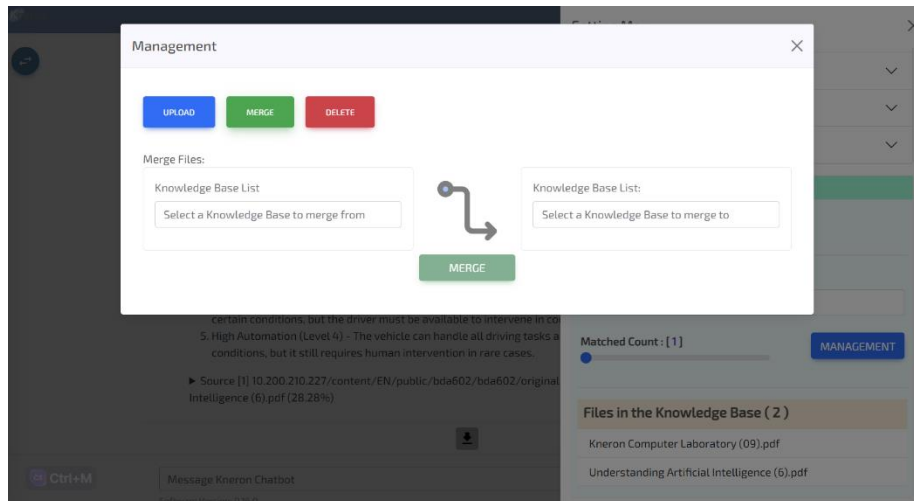 Management
UPLOAD
MERGE
DELETE
Merge Files:
Knowledge Base List
Select a Knowledge Base to merge from
Knowledge Base List:
Select a Knowledge Base to merge to
MERGE
certain conditions, but the driver must be available to intervene in
5. High Automation (Level 4) - The vehicle can handle all driving tasks
conditions, but it still requires human intervention in rare cases.
▶ Source [1] 10.200.210.227/content/EN/public/bda602/bda602/original
Intelligence (6).pdf (28.28%)
Matched Count : [ 1 ]
MANAGEMENT
Files in the Knowledge Base ( 2 )
Kneron Computer Laboratory (09).pdf
Understanding Artificial Intelligence (6).pdf
Ctrl+M
Message Kneron Chatbot